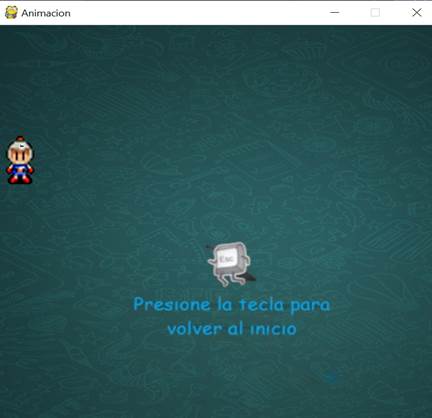 Animacion
Esc
Presione la tecla para
volver al inicio